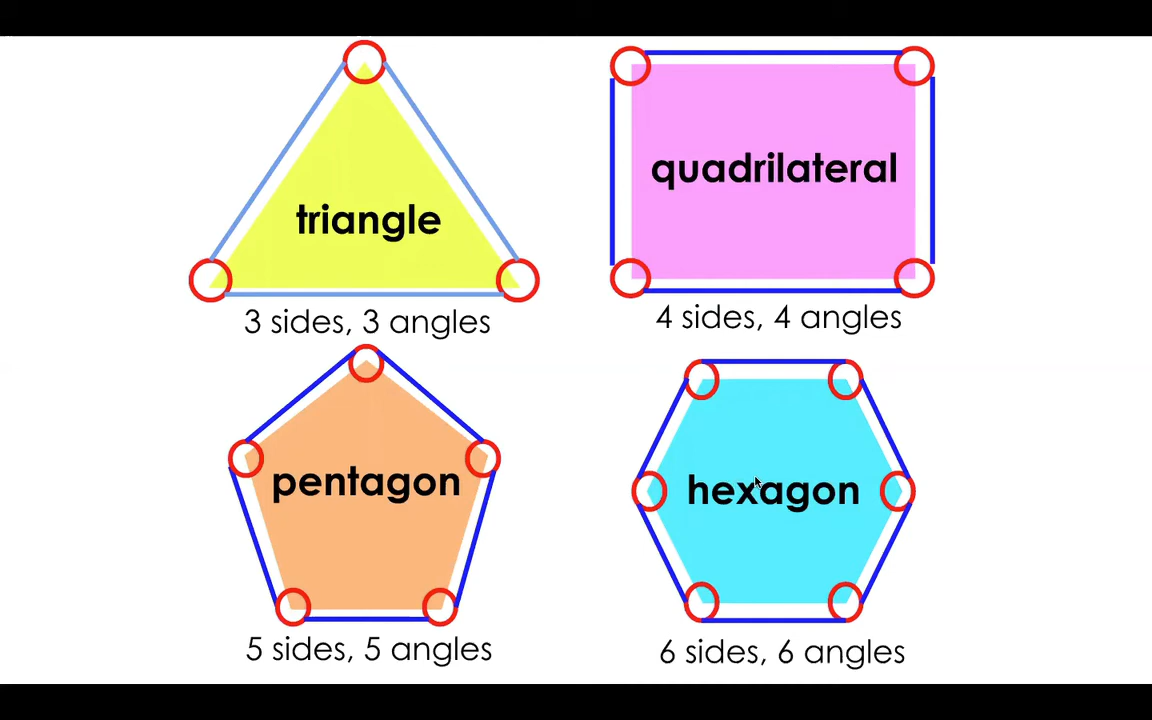 triangle
3 sides, 3 angles
quadrilateral
4 sides, 4 angles
pentagon
5 sides, 5 angles
hexagon
6 sides, 6 angles